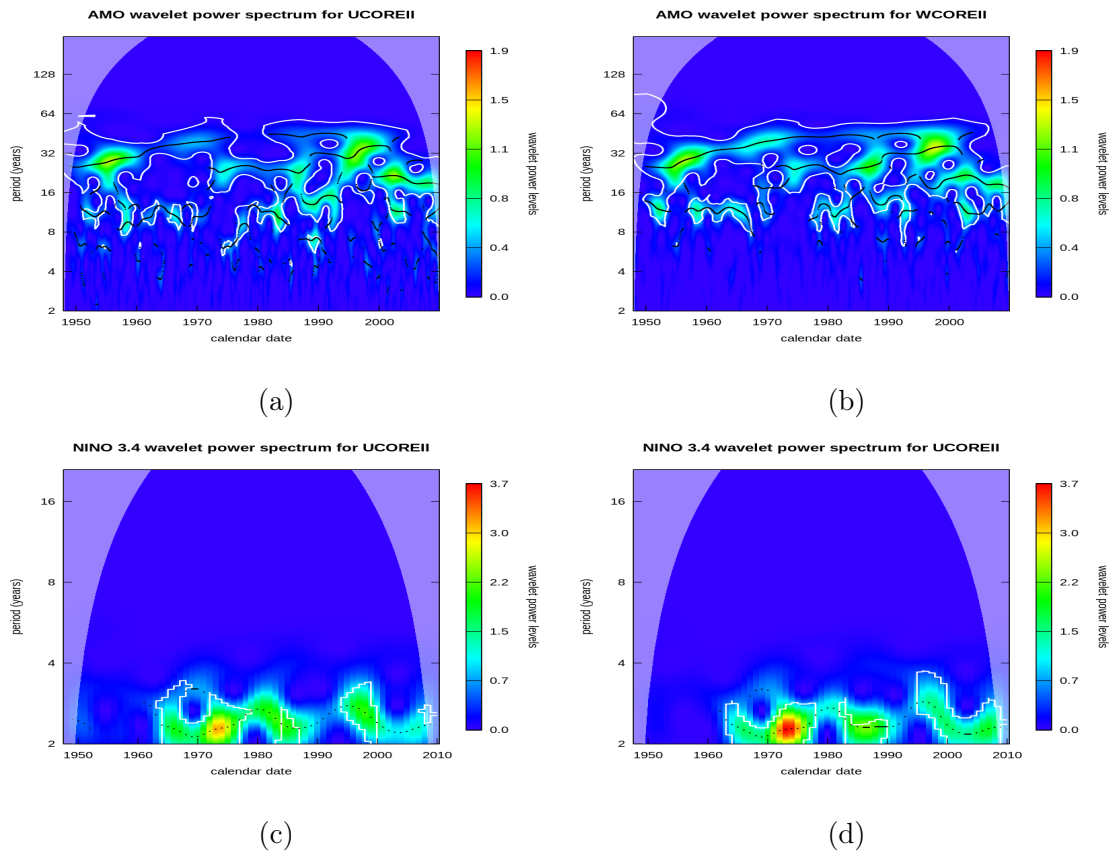 AMO wavelet power spectrum for UCOREII
128
64
32
16
8
4
2
period (years)
1950 1960 1970 1980 1990 2000
calendar date
1.9
1.5
1.1
0.8
0.4
0.0
wavelet power levels
(a)
AMO wavelet power spectrum for WCOREII
128
64
32
16
8
4
2
period (years)
1950 1960 1970 1980 1990 2000
calendar date
1.9
1.5
1.1
0.8
0.4
0.0
wavelet power levels
(b)
NINO 3.4 wavelet power spectrum for UCOREII
16
8
4
2
period (years)
1950 1960 1970 1980 1990 2000 2010
calendar date
3.7
3.0
2.2
1.5
0.7
0.0
wavelet power levels
(c)
NINO 3.4 wavelet power spectrum for UCOREII
16
8
4
2
period (years)
1950 1960 1970 1980 1990 2000 2010
calendar date
3.7
3.0
2.2
1.5
0.7
0.0
wavelet power levels
(d)